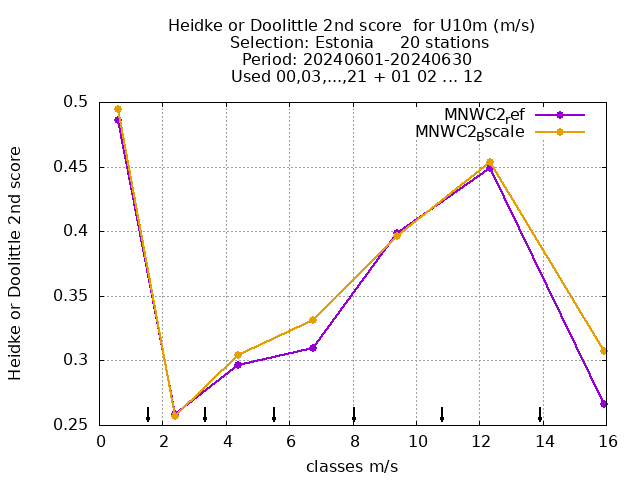 Heidke or Doolittle 2nd score  for U10m (m/s)
Selection: Estonia     20 stations
Period: 20240601-20240630
Used 00,03,...,21 + 01 02 ... 12
MNWC2ref
MNWC2Bscale
0.5
0.45
0.4
0.35
0.3
0.25
Heidke or Doolittle 2nd score
0 2 4 6 8 10 12 14 16
classes m/s